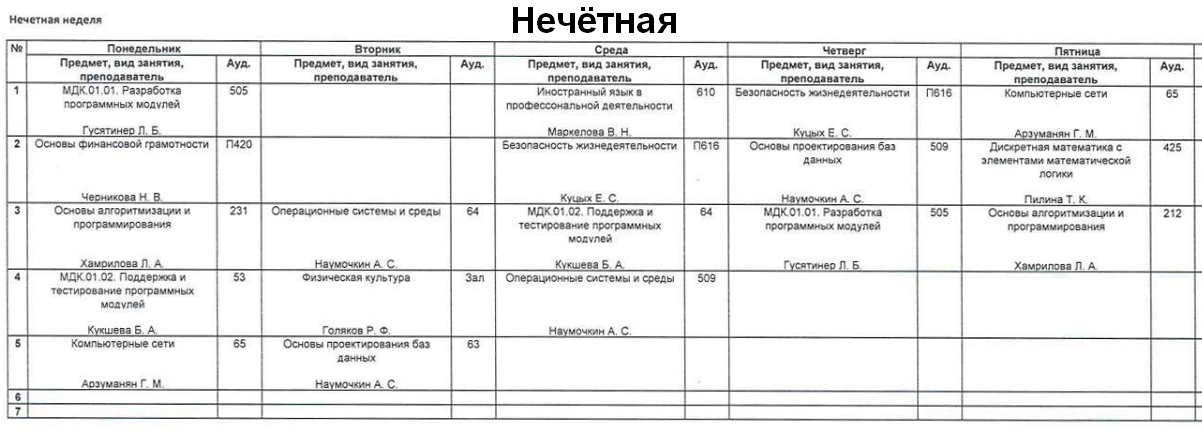 Нечетная неделя
Нечётная
№ Понедельник Вторник Среда Четверг Пятница
Предмет, вид занятия, преподаватель Ауд. Предмет, вид занятия, преподаватель Ауд. Предмет, вид занятия, преподаватель Ауд. Предмет, вид занятия, преподаватель Ауд. Предмет, вид занятия, преподаватель Ауд.
1 МДК.01.01. Разработка 505 Иностранный язык в 610 Безопасность жизнедеятельности П616 Компьютерные сети 65
программных модулей профессиональной деятельности
Гусятинер Л. Б. Маркелова В. Н. Куцых Е. С. Арзуманян Г. М.
2 Основы финансовой грамотности П420 Безопасность жизнедеятельности П616 Основы проектирования баз 509 Дискретная математика с 425
данных элементами математической
логики
Черникова Н. В. Куцых Е. С. Наумочкин А. С. Пилина Т. К.
3 Основы алгоритмизации и 231 Операционные системы и среды 64 МДК.01.02. Поддержка и 64 МДК.01.01. Разработка 505 Основы алгоритмизации и 212
программирования тестирование программных программных модулей программирования
модулей
Хамрилова Л. А. Наумочкин А. С. Кукшева Б. А. Гусятинер Л. Б. Хамрилова Л. А.
4 МДК.01.02. Поддержка и 53 Физическая культура Зал Операционные системы и среды 509
тестирование программных
модулей
Кукшева Б. А. Голяков Р. Ф. Наумочкин А. С.
5 Компьютерные сети 65 Основы проектирования баз 63
данных
Арзуманян Г. М. Наумочкин А. С.
6
7